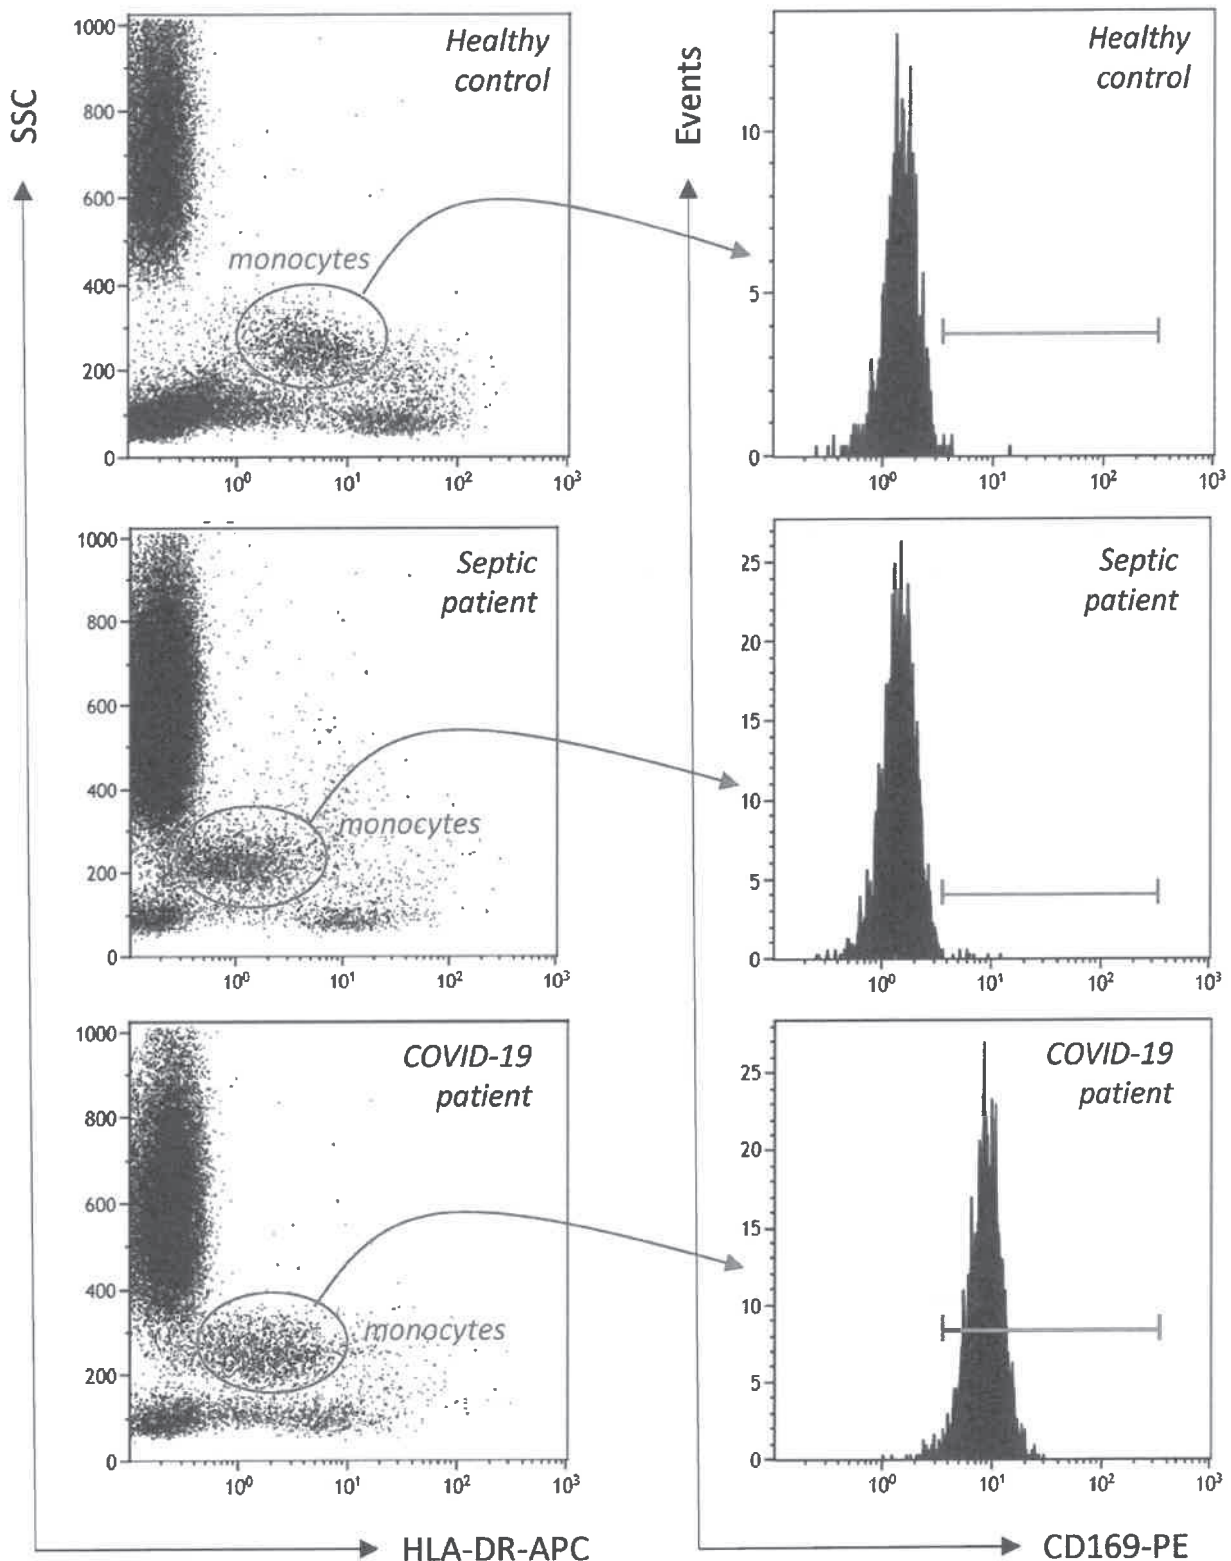 SSC
1000
800
600
400
200
0
Healthy
control
monocytes
10⁰ 10¹ 10² 10³
Events
10
5
0
Healthy
control
10⁰ 10¹ 10² 10³
1000
800
600
400
200
0
Septic
patient
monocytes
10⁰ 10¹ 10² 10³
25
20
15
10
5
0
Septic
patient
10⁰ 10¹ 10² 10³
1000
800
600
400
200
0
COVID-19
patient
monocytes
10⁰ 10¹ 10² 10³
HLA-DR-APC
25
20
15
10
5
0
COVID-19
patient
10⁰ 10¹ 10² 10³
CD169-PE